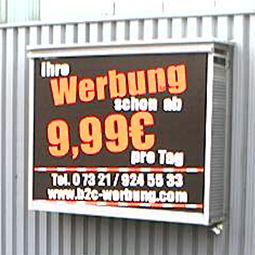 Ihre
Werbung
schon ab
9,99€
pro Tag
Tel. 0 73 21/ 924 55 33
www.b2c-werbung.com